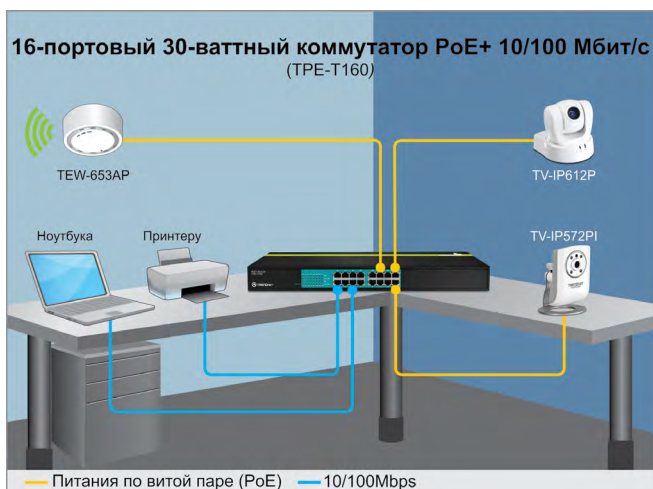 16-портовый 30-ваттный коммутатор PoE+ 10/100 Мбит/с
(TPE-T160)
TEW-653AP
TV-IP612P
Ноутбука
Принтеру
TV-IP572PI
TRENDnet
Питания по витой паре (PoE)
10/100Mbps